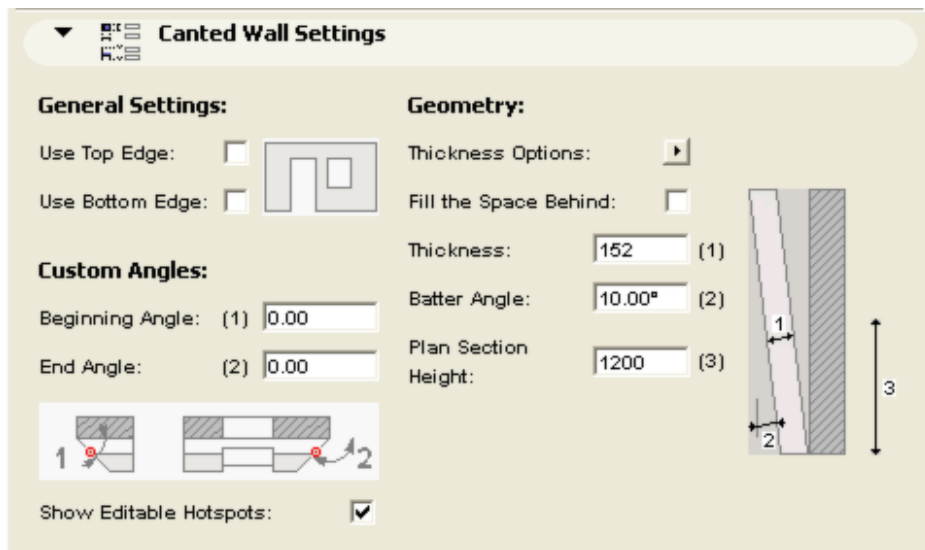 Canted Wall Settings
General Settings:
Use Top Edge:
Use Bottom Edge:
Custom Angles:
Beginning Angle: (1) 0.00
End Angle: (2) 0.00
1 2
Show Editable Hotspots:
Geometry:
Thickness Options:
Fill the Space Behind:
Thickness: 152 (1)
Batter Angle: 10.00° (2)
Plan Section
Height: 1200 (3)
1
3
2